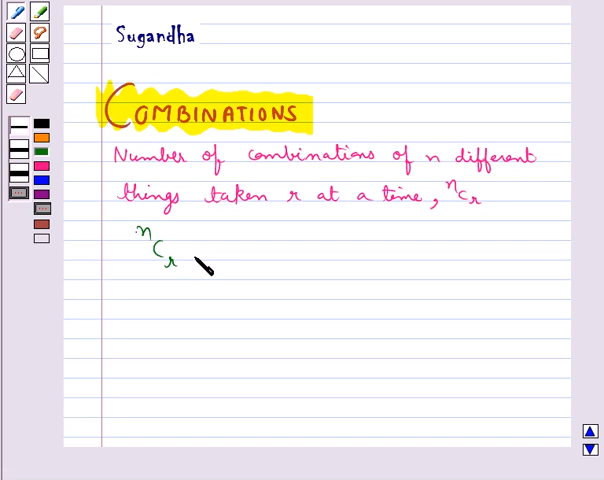 Sugandha
COMBINATIONS
Number of combinations of n different
things taken r at a time, ⁿCᵣ
ⁿCᵣ